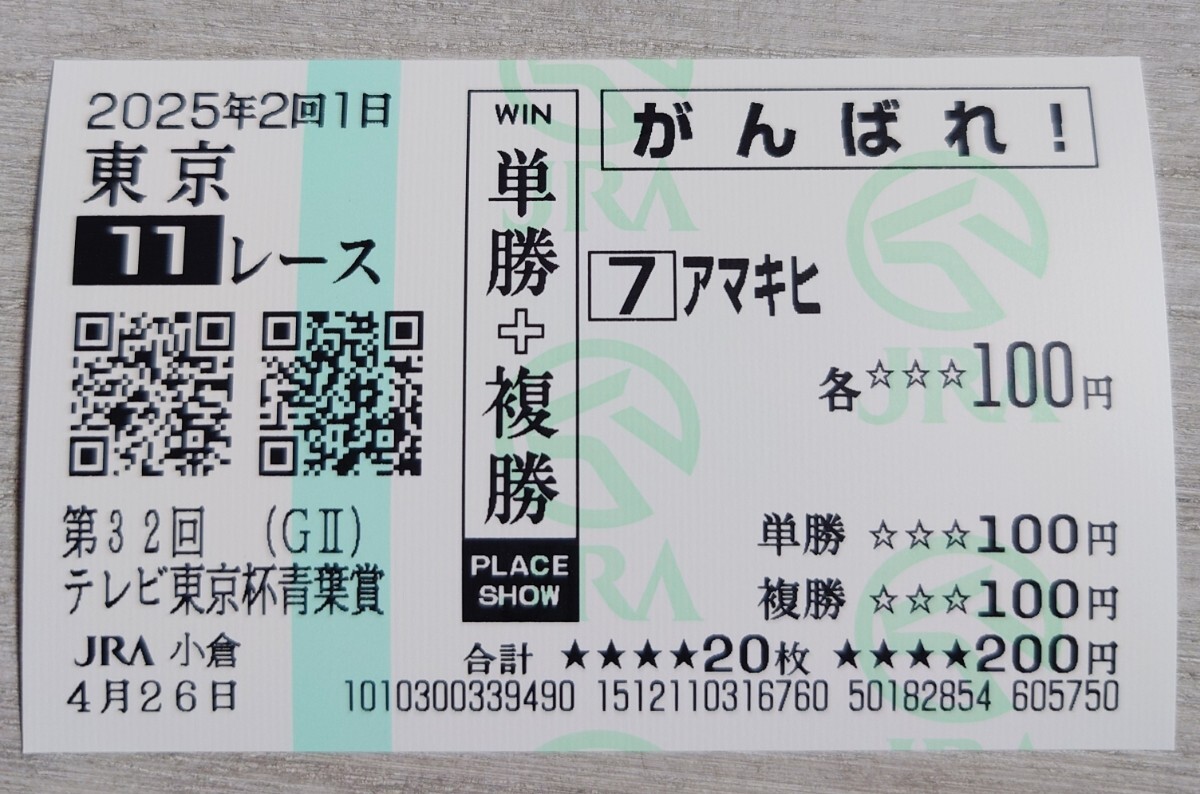 2025年2回1日
東京
11レース
第32回 (GⅡ)
テレビ東京杯青葉賞
JRA 小倉
4月26日
WIN
単勝+複勝
PLACE
SHOW
がんばれ!
7 アマキヒ
各☆☆☆100円
単勝 ☆☆☆100円
複勝 ☆☆☆100円
合計 ★★★★20枚 ★★★★200円
1010300339490 1512110316760 50182854 605750
JRA
JRA
JRA
JRA